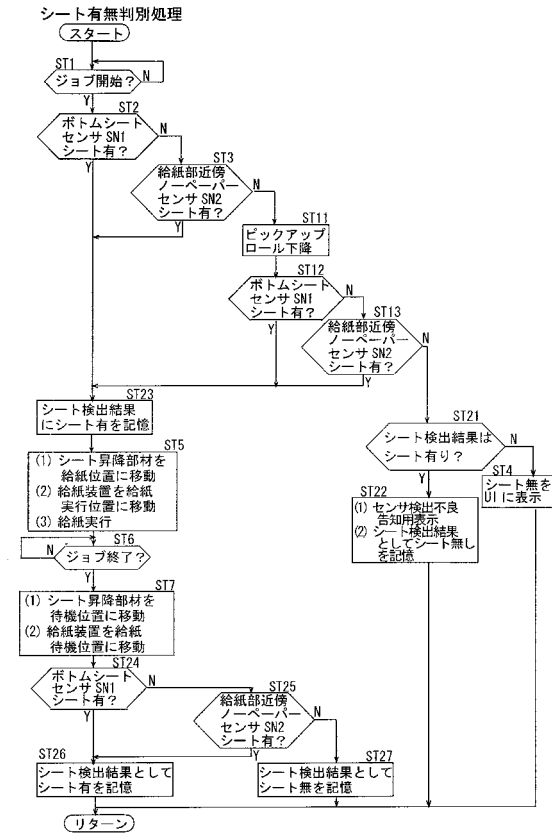 シート有無判別処理
スタート
ST1
ジョブ開始？
N
Y
ST2
ボトムシート
センサ SN1
シート有？
N
Y
ST3
給紙部近傍
ノーペーパー
センサ SN2
シート有？
N
Y
ST11
ピックアップ
ロール下降
ST12
ボトムシート
センサ SN1
シート有？
N
Y
ST13
給紙部近傍
ノーペーパー
センサ SN2
シート有？
N
Y
ST23
シート検出結果
にシート有を記憶
ST5
(1) シート昇降部材を
給紙位置に移動
(2) 給紙装置を給紙
実行位置に移動
(3) 給紙実行
ST21
シート検出結果は
シート有り？
N
Y
ST4
シート無を
UIに表示
ST22
(1) センサ検出不良
告知用表示
(2) シート検出結果
としてシート無し
を記憶
ST6
ジョブ終了？
N
Y
ST7
(1) シート昇降部材を
待機位置に移動
(2) 給紙装置を給紙
待機位置に移動
ST24
ボトムシート
センサ SN1
シート有？
N
Y
ST25
給紙部近傍
ノーペーパー
センサ SN2
シート有？
N
Y
ST26
シート検出結果として
シート有を記憶
ST27
シート検出結果として
シート無を記憶
リターン